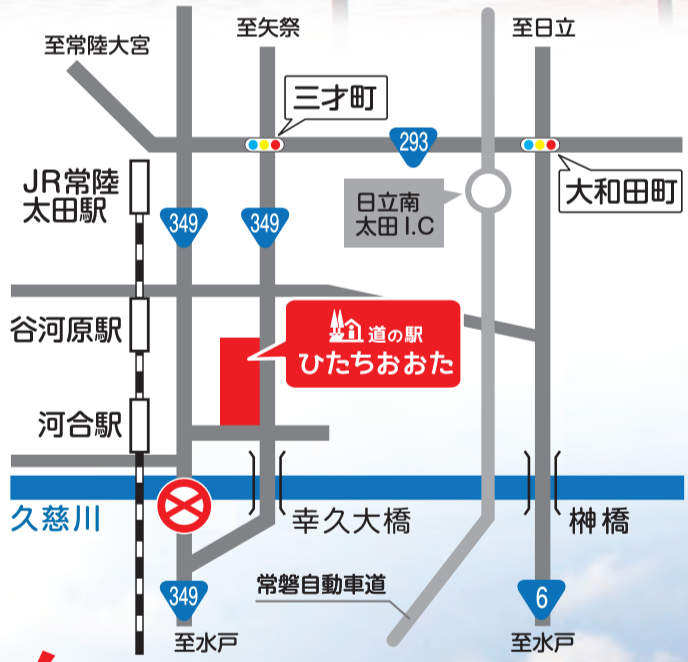 至常陸大宮
至矢祭
至日立
三才町
293
JR常陸
太田駅
349
349
日立南
太田 I.C
大和田町
谷河原駅
道の駅
ひたちおおた
河合駅
久慈川
幸久大橋
榊橋
349
常磐自動車道
6
至水戸
至水戸